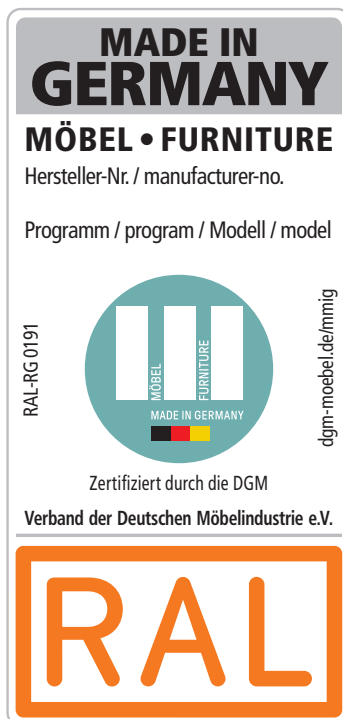 MADE IN
GERMANY
MÖBEL • FURNITURE
Hersteller-Nr. / manufacturer-no.
Programm / program / Modell / model
RAL-RG 0191
MÖBEL
FURNITURE
MADE IN GERMANY
dgm-moebel.de/mmig
Zertifiziert durch die DGM
Verband der Deutschen Möbelindustrie e.V.
RAL